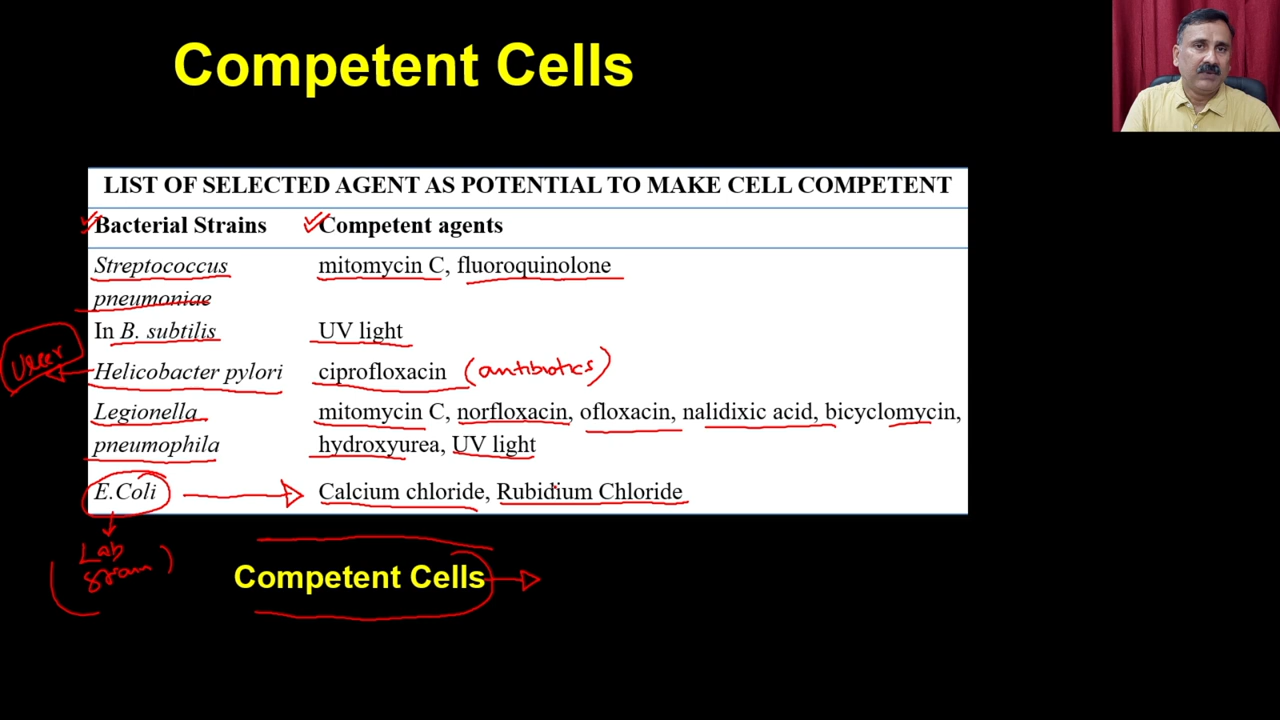 Competent Cells
LIST OF SELECTED AGENT AS POTENTIAL TO MAKE CELL COMPETENT
Bacterial Strains Competent agents
Streptococcus mitomycin C, fluoroquinolone
pneumoniae
In B. subtilis UV light
Ulcer
Helicobacter pylori ciprofloxacin (antibiotics)
Legionella mitomycin C, norfloxacin, ofloxacin, nalidixic acid, bicyclomycin,
pneumophila hydroxyurea, UV light
E.Coli Calcium chloride, Rubidium Chloride
Lab
Strain
Competent Cells